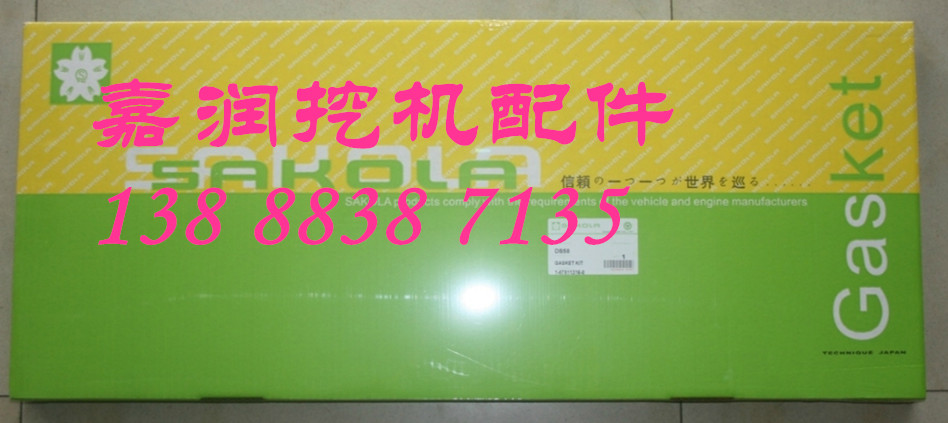 嘉润挖机配件
SAKOLA
信頼の一つ一つが世界を巡る......
138 8838 7135
SAKOLA products comply with the requirements of the vehicle and engine manufacturers
GASKET KIT
1
Gasket
TECHNIQUE JAPAN